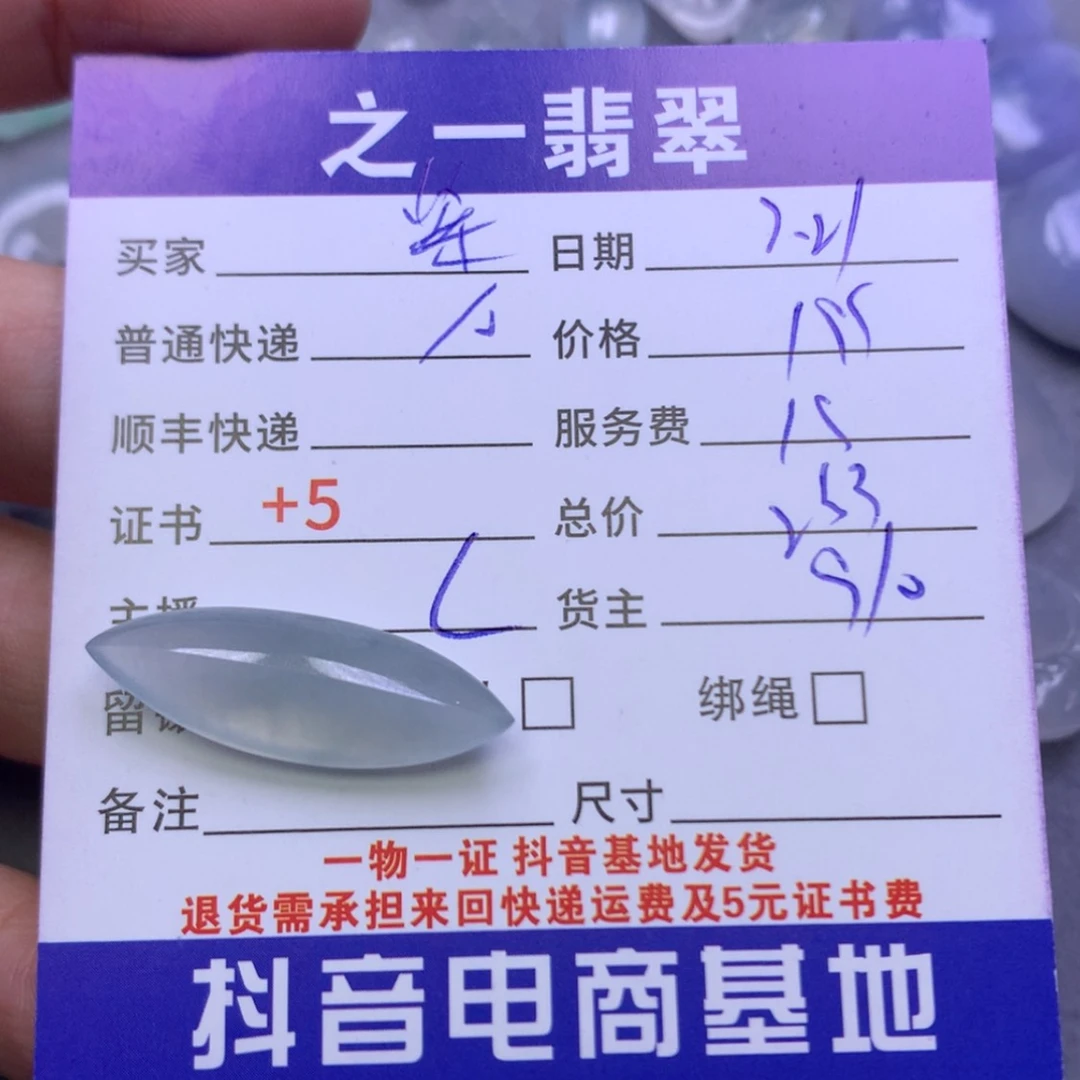 之一翡翠
买家 日期 7.21
普通快递 价格 155
顺丰快递 服务费 15
证书 +5 总价
主播 货主
留 绑绳
备注 尺寸
一物一证 抖音基地发货
退货需承担来回快递运费及5元证书费
抖音电商基地